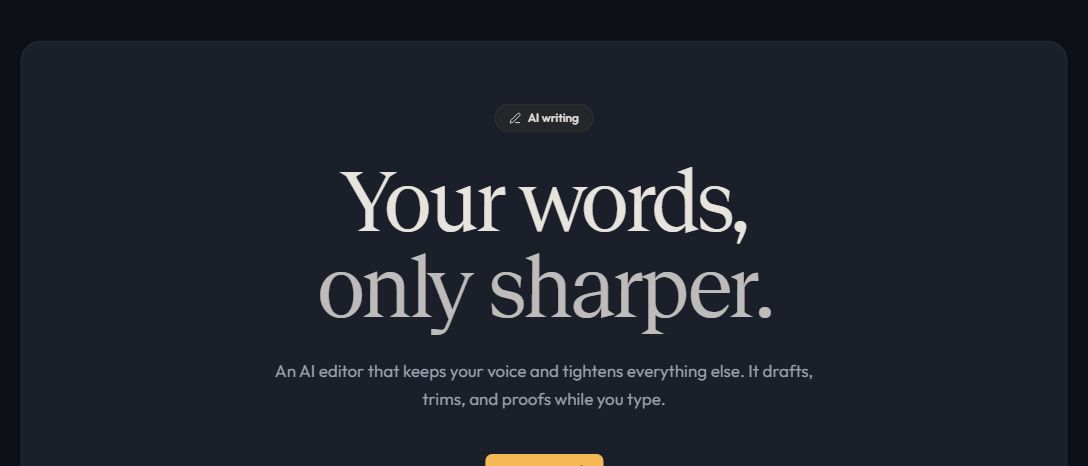 AI writing
Your words,
only sharper.
An AI editor that keeps your voice and tightens everything else. It drafts,
trims, and proofs while you type.